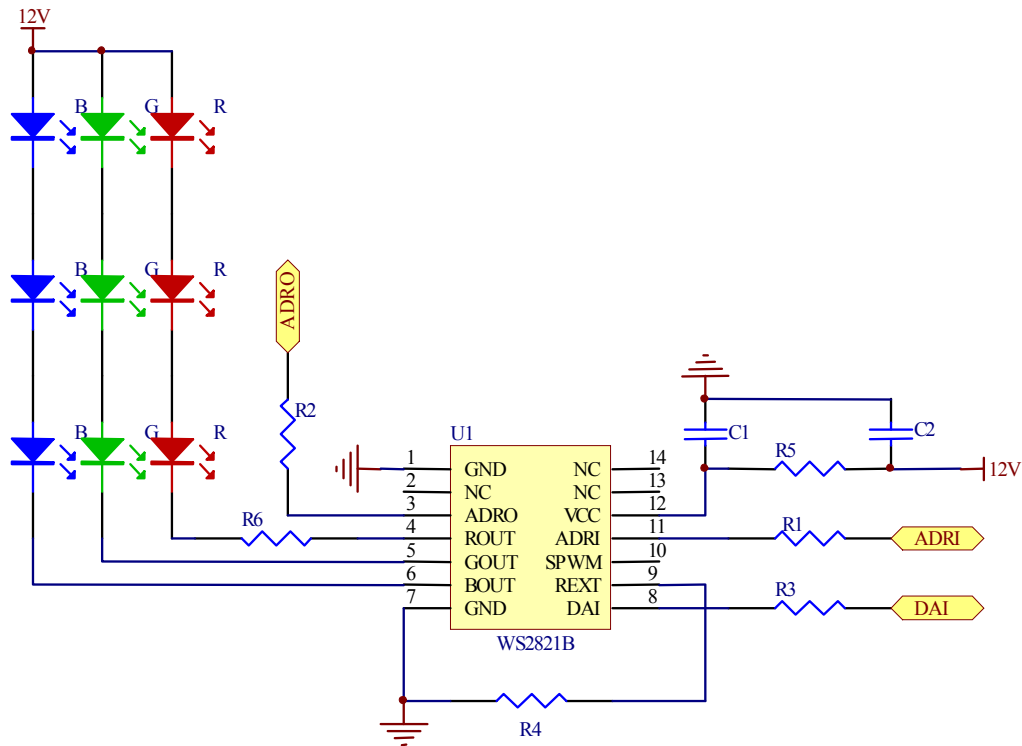 12V
B G R
B G R
B G R
ADRO
R2
R6
U1
1 GND NC 14
2 NC NC 13
3 ADRO VCC 12
4 ROUT ADRI 11
5 GOUT SPWM 10
6 BOUT REXT 9
7 GND DAI 8
WS2821B
C1 C2
R5 12V
R1 ADRI
R3 DAI
R4